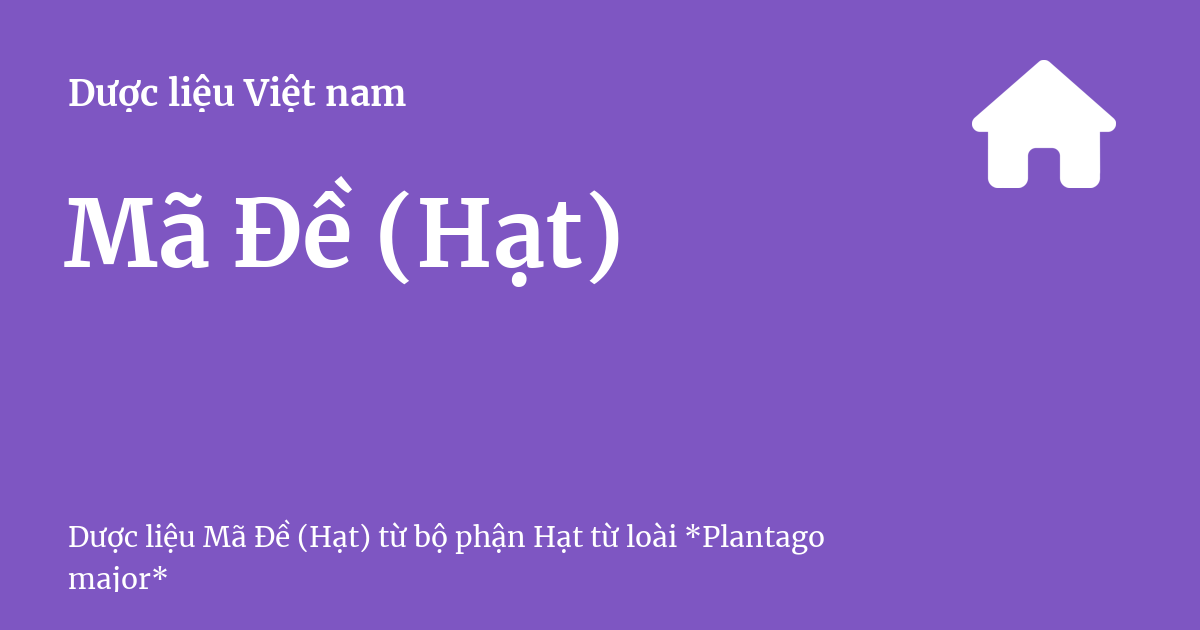 Dược liệu Việt nam
Mã Đề (Hạt)
Dược liệu Mã Đề (Hạt) từ bộ phận Hạt từ loài *Plantago
major*